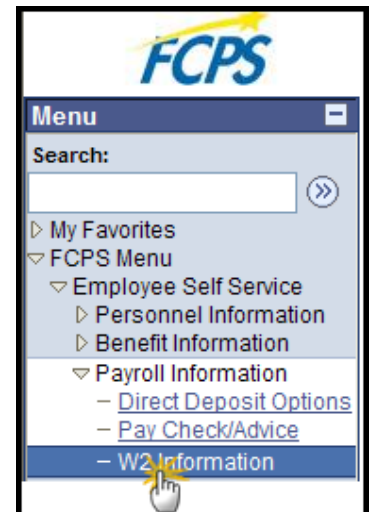 FCPS
Menu
Search:
My Favorites
FCPS Menu
Employee Self Service
Personnel Information
Benefit Information
Payroll Information
– Direct Deposit Options
– Pay Check/Advice
– W2 Information